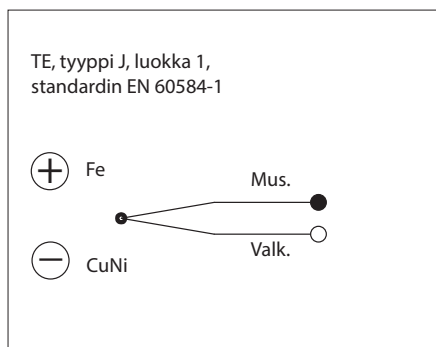 TE, tyyppi J, luokka 1,
standardin EN 60584-1
+ Fe
Mus.
Valk.
− CuNi